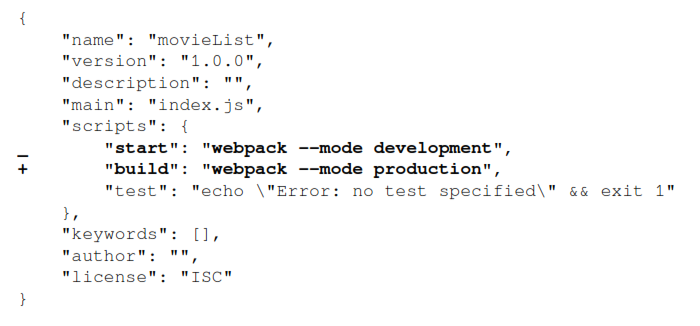 {
    "name": "movieList",
    "version": "1.0.0",
    "description": "",
    "main": "index.js",
    "scripts": {
_       "start": "webpack --mode development",
+       "build": "webpack --mode production",
        "test": "echo \"Error: no test specified\" && exit 1"
    },
    "keywords": [],
    "author": "",
    "license": "ISC"
}